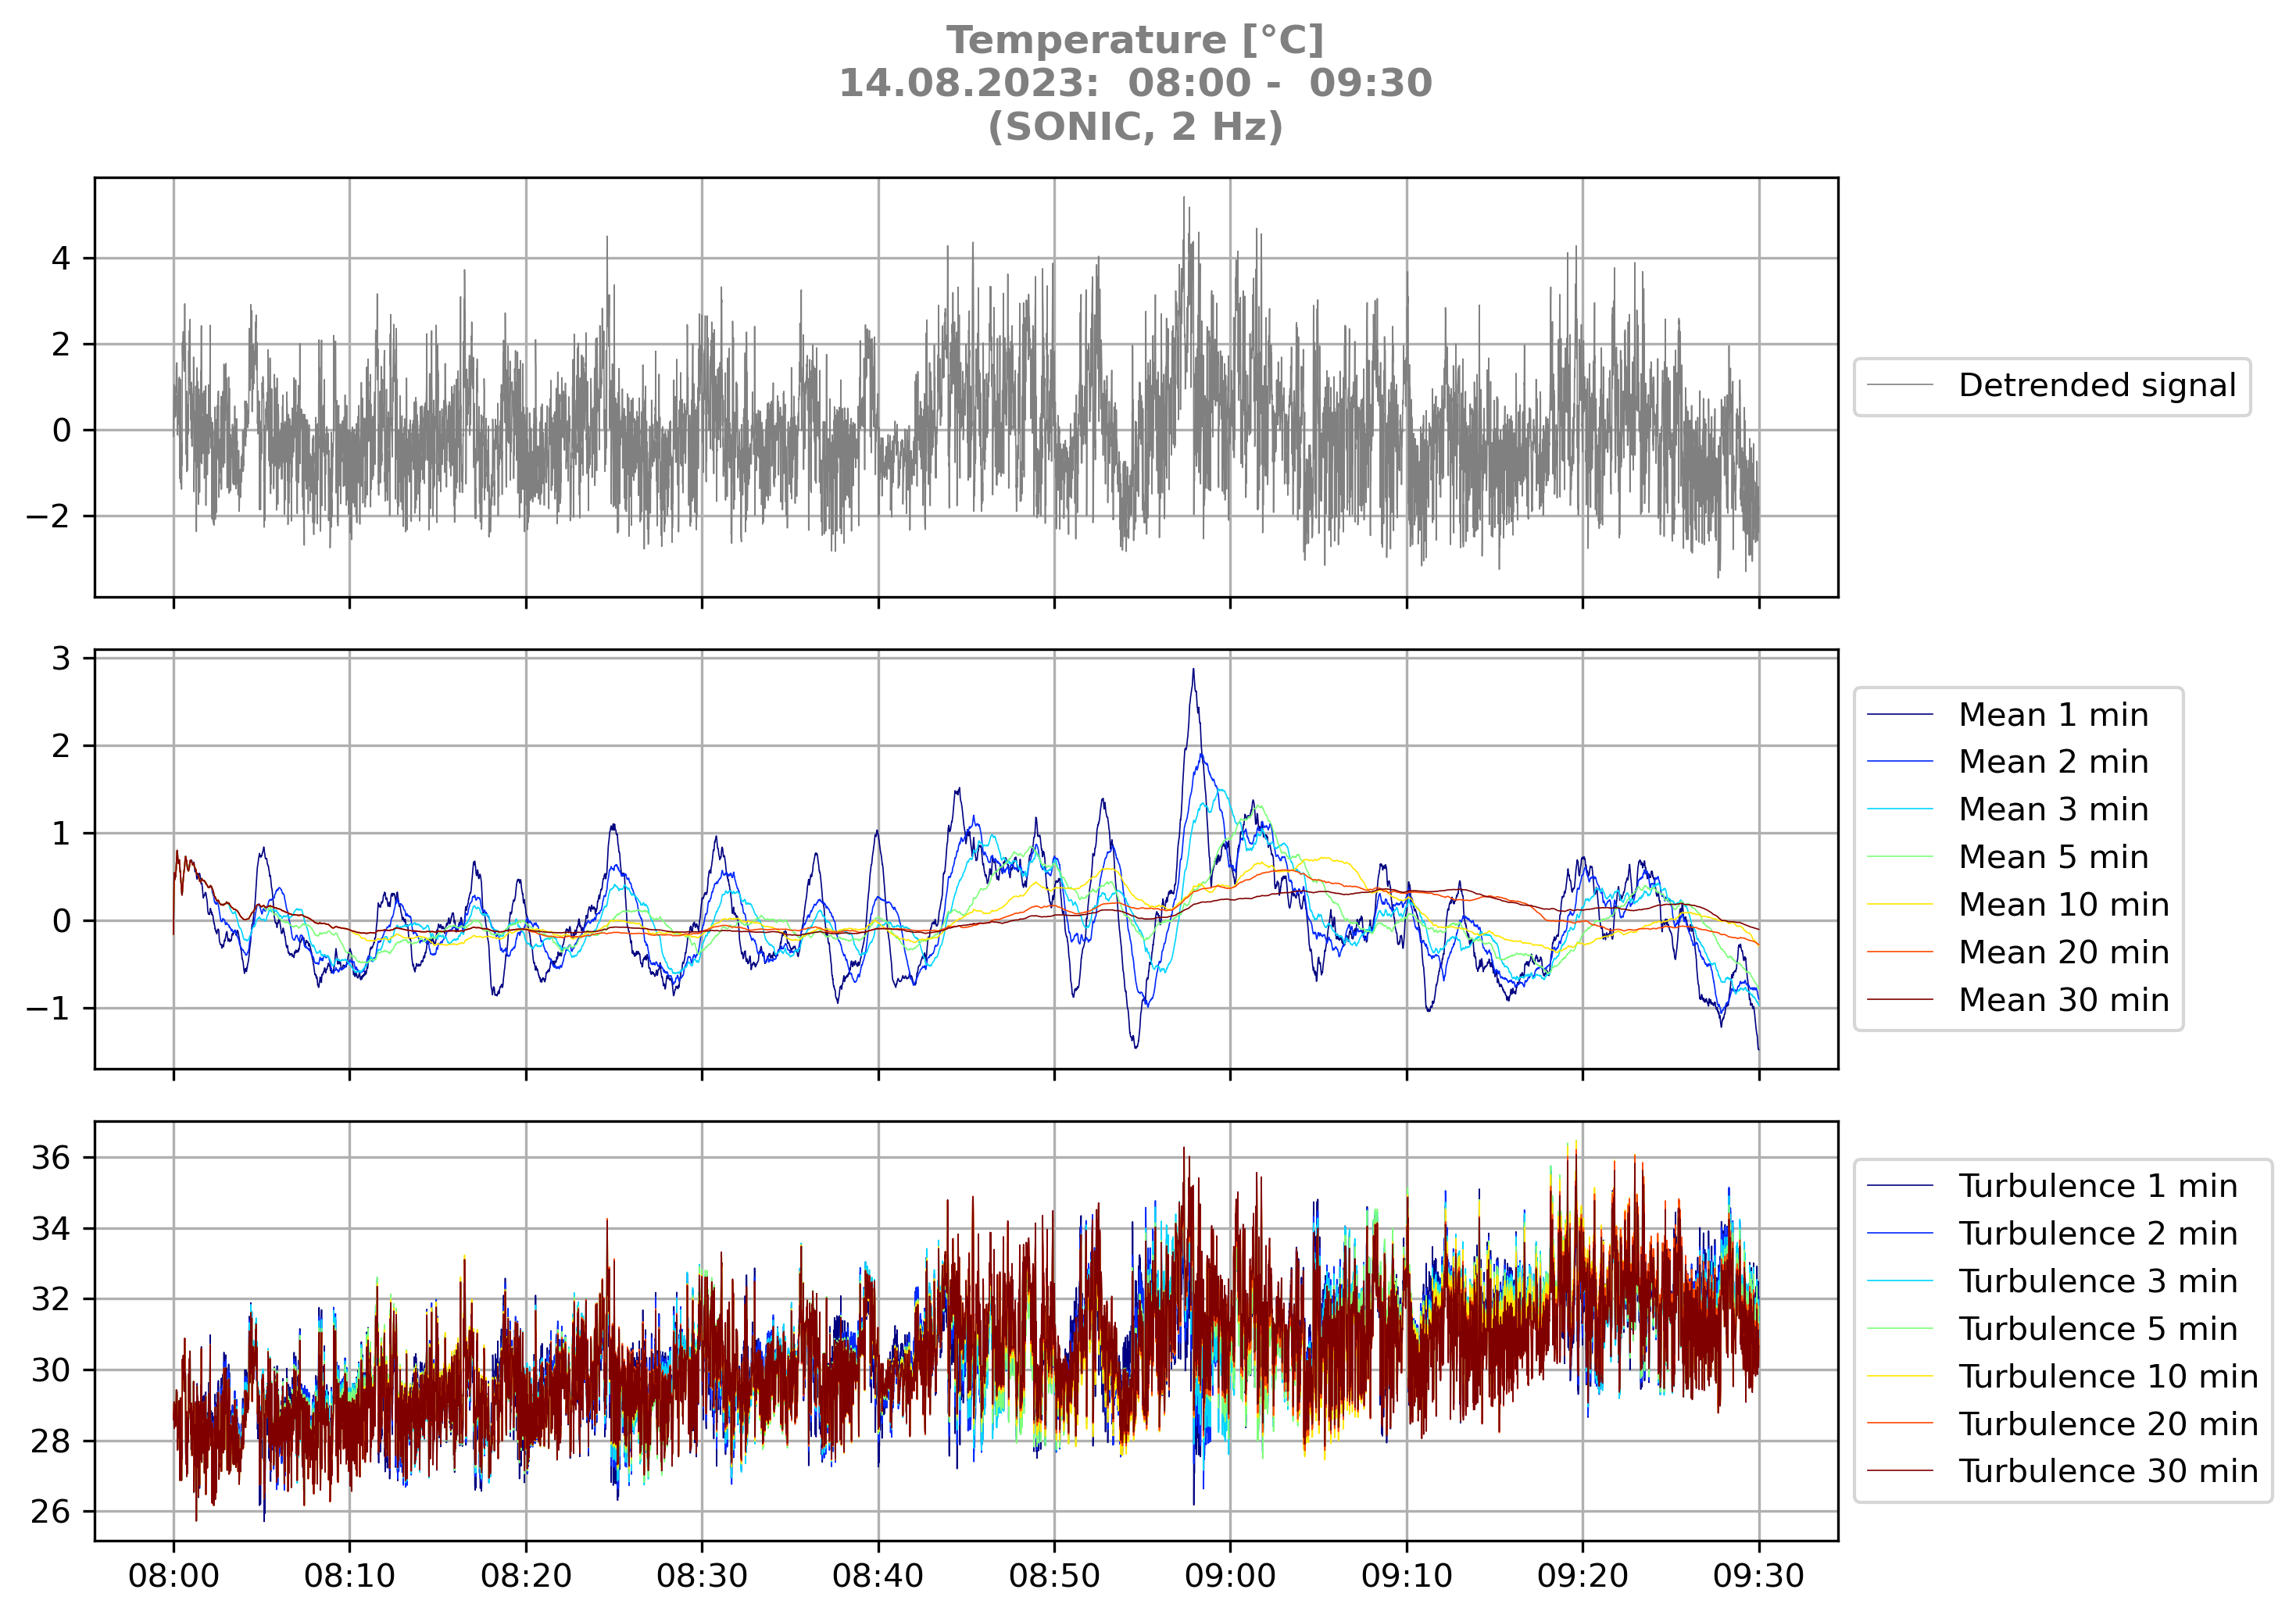 Temperature [°C]
14.08.2023:  08:00 -  09:30
(SONIC, 2 Hz)
4
2
0
−2
Detrended signal
3
2
1
0
−1
Mean 1 min
Mean 2 min
Mean 3 min
Mean 5 min
Mean 10 min
Mean 20 min
Mean 30 min
36
34
32
30
28
26
Turbulence 1 min
Turbulence 2 min
Turbulence 3 min
Turbulence 5 min
Turbulence 10 min
Turbulence 20 min
Turbulence 30 min
08:00 08:10 08:20 08:30 08:40 08:50 09:00 09:10 09:20 09:30